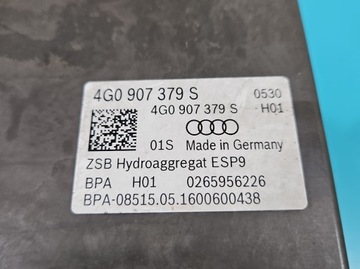 4G0 907 379 S 0530
4G0 907 379 S H01
01S Made in Germany
ZSB Hydroaggregat ESP9
BPA H01 0265956226
BPA-08515.05.1600600438